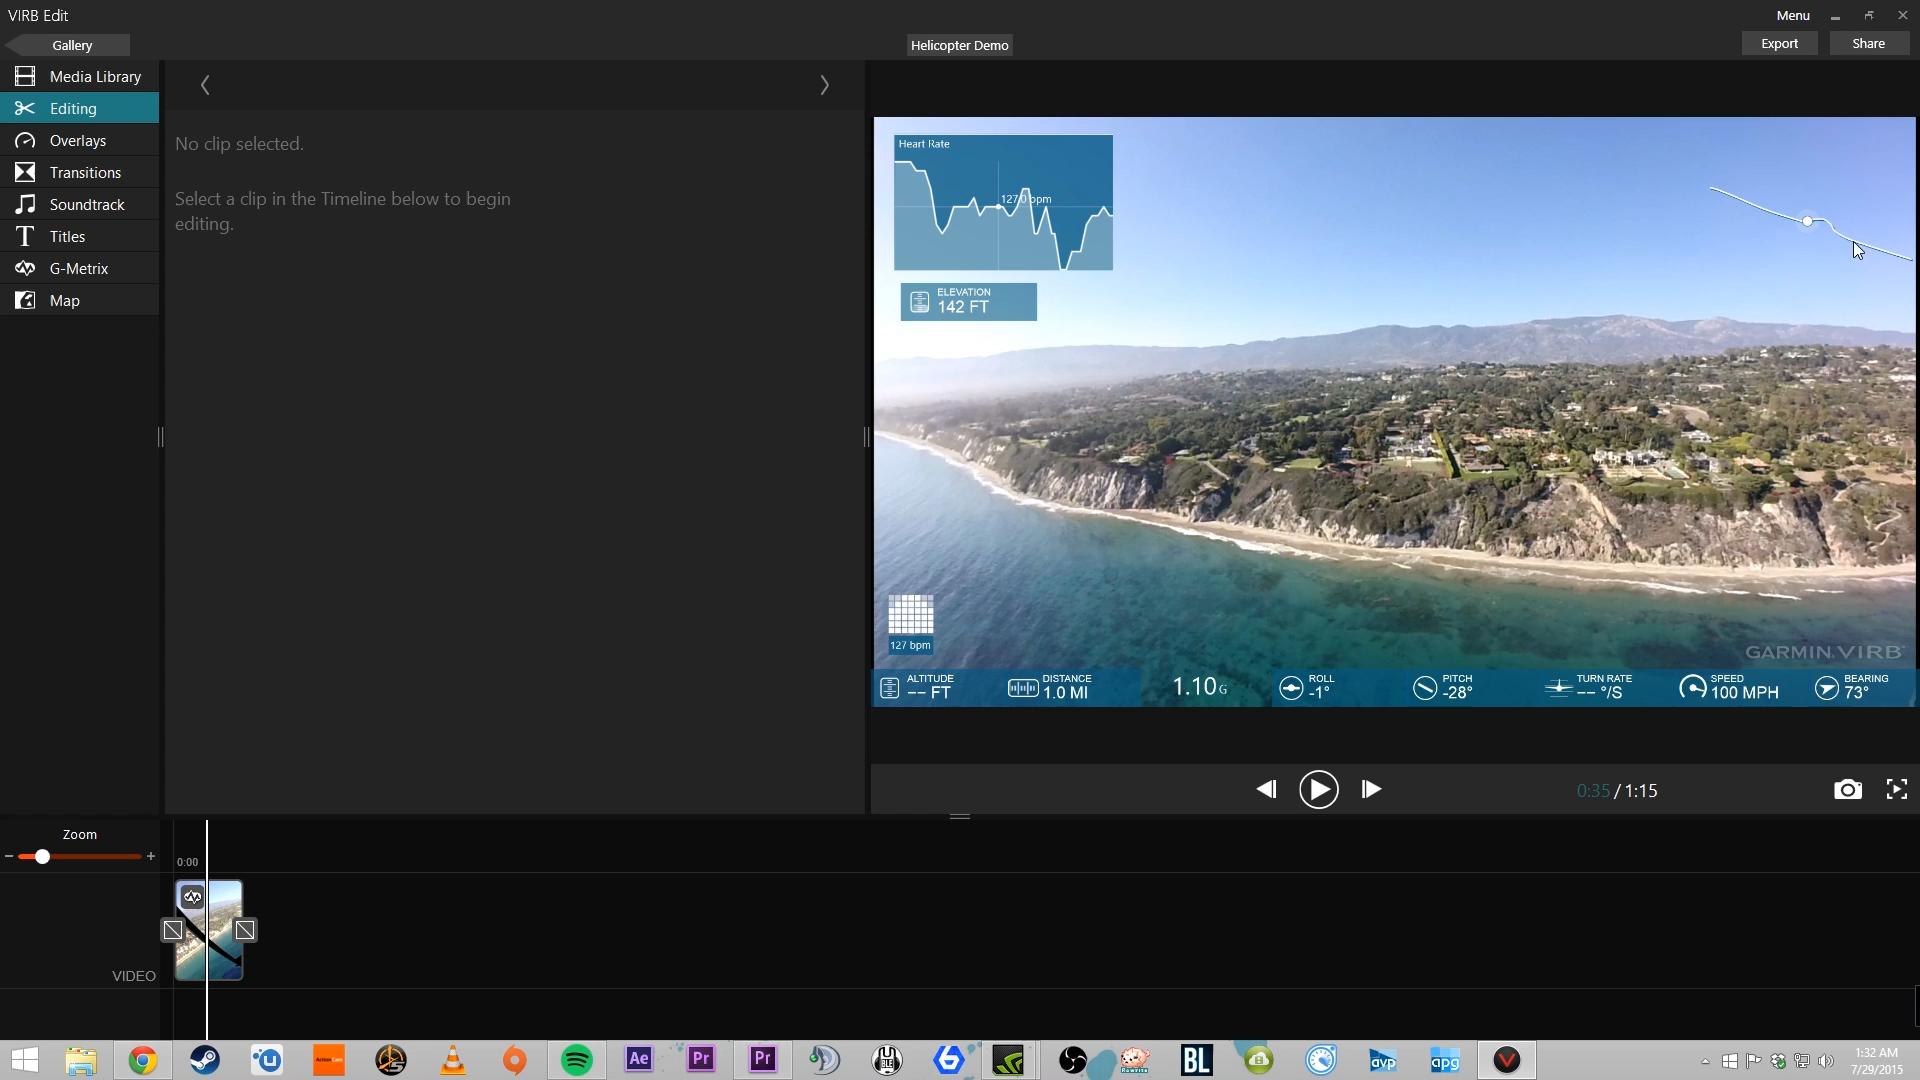 VIRB Edit
Menu
Gallery
Helicopter Demo
Export
Share
Media Library
Editing
Overlays
Transitions
Soundtrack
Titles
G-Metrix
Map
No clip selected.
Select a clip in the Timeline below to begin
editing.
Heart Rate
127.0 bpm
ELEVATION
142 FT
127 bpm
GARMIN VIRB
ALTITUDE
-- FT
DISTANCE
1.0 MI
1.10 G
ROLL
-1°
PITCH
-28°
TURN RATE
-- °/S
SPEED
100 MPH
BEARING
73°
0:35 / 1:15
Zoom
0:00
VIDEO
Ae
Pr
Pr
BL
avp
apg
1:32 AM
7/29/2015